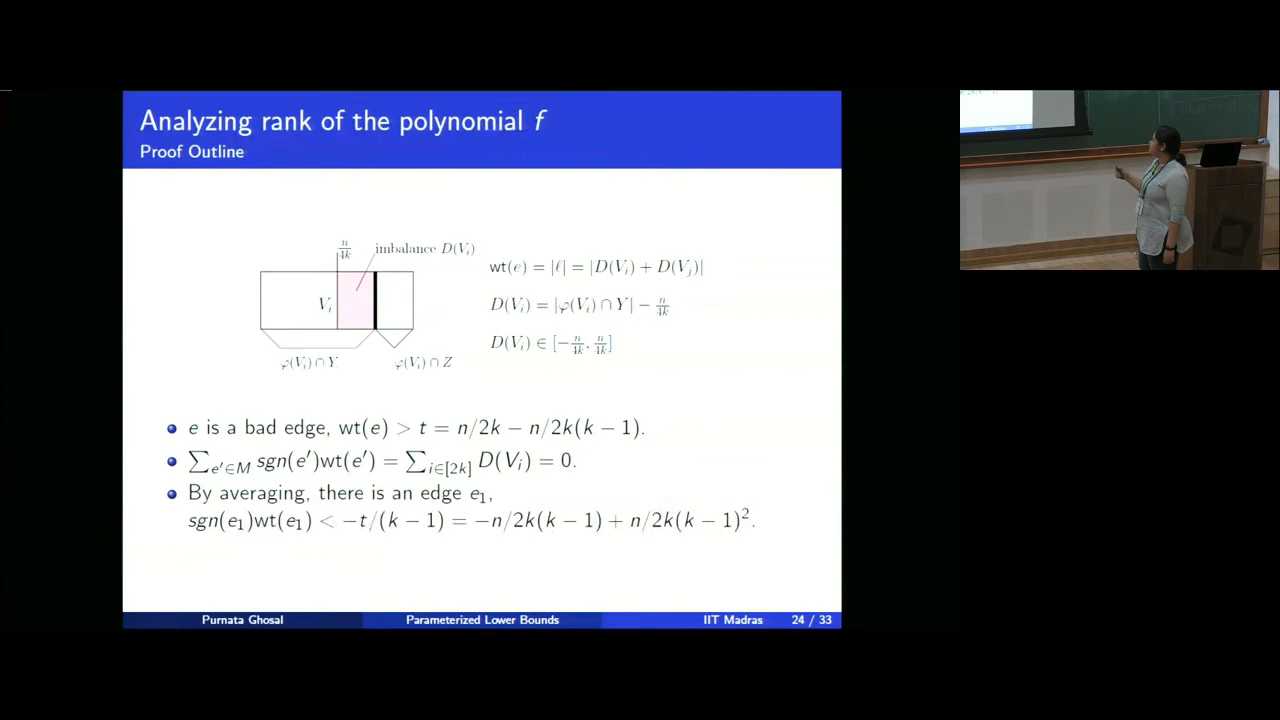 Analyzing rank of the polynomial f
Proof Outline
n/4k
imbalance D(V_i)
V_i
φ(V_i) ∩ Y
φ(V_i) ∩ Z
wt(e) = |ℓ| = |D(V_i) + D(V_j)|
D(V_i) = |φ(V_i) ∩ Y| − n/4k
D(V_i) ∈ [−n/4k, n/4k]
e is a bad edge, wt(e) > t = n/2k − n/2k(k − 1).
∑_{e′∈M} sgn(e′)wt(e′) = ∑_{i∈[2k]} D(V_i) = 0.
By averaging, there is an edge e₁,
sgn(e₁)wt(e₁) < −t/(k − 1) = −n/2k(k − 1) + n/2k(k − 1)².
Purnata Ghosal
Parameterized Lower Bounds
IIT Madras
24 / 33